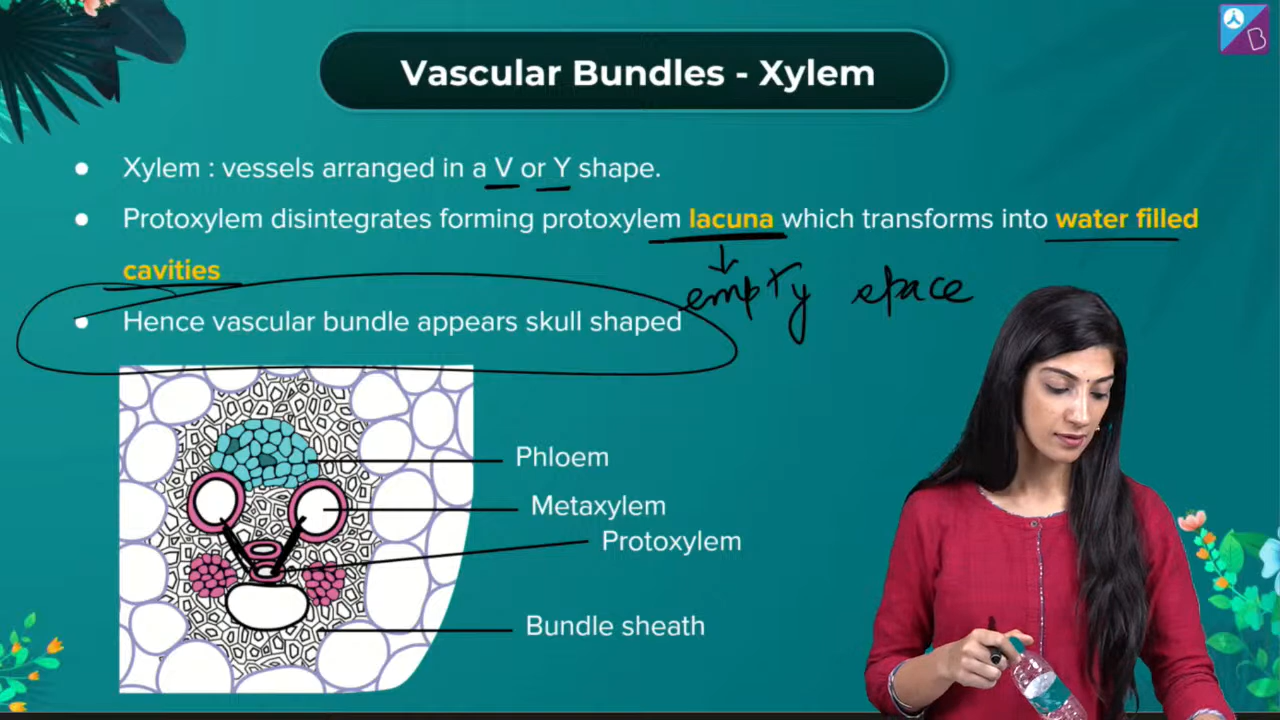 Vascular Bundles - Xylem
Xylem : vessels arranged in a V or Y shape.
Protoxylem disintegrates forming protoxylem lacuna which transforms into water filled
cavities
empty space
Hence vascular bundle appears skull shaped
Phloem
Metaxylem
Protoxylem
Bundle sheath
B